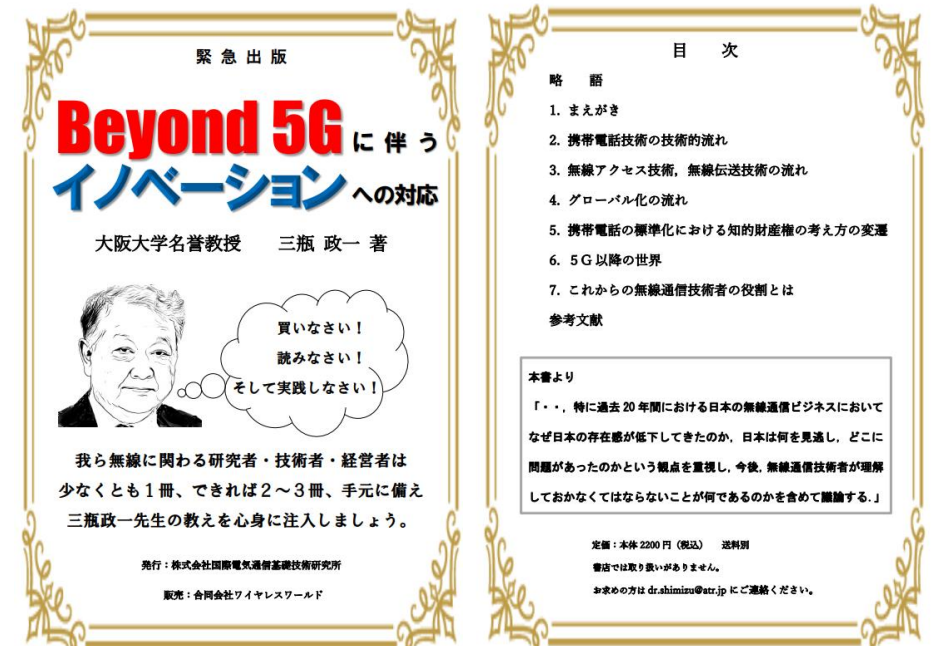 緊急出版
Beyond 5G に伴う
イノベーション への対応
大阪大学名誉教授　三瓶 政一 著
買いなさい！
読みなさい！
そして実践しなさい！
我ら無線に関わる研究者・技術者・経営者は
少なくとも１冊、できれば２～３冊、手元に備え
三瓶政一先生の教えを心身に注入しましょう。
発行：株式会社国際電気通信基礎技術研究所
販売：合同会社ワイヤレスワールド
目　次
略　語
1. まえがき
2. 携帯電話技術の技術的流れ
3. 無線アクセス技術，無線伝送技術の流れ
4. グローバル化の流れ
5. 携帯電話の標準化における知的財産権の考え方の変遷
6. ５G 以降の世界
7. これからの無線通信技術者の役割とは
参考文献
本書より
「・・，特に過去 20 年間における日本の無線通信ビジネスにおいて
なぜ日本の存在感が低下してきたのか，日本は何を見逃し，どこに
問題があったのかという観点を重視し，今後，無線通信技術者が理解
しておかなくてはならないことが何であるのかを含めて議論する．」
定価：本体 2200 円（税込）　送料別
書店では取り扱いがありません。
お求めの方は dr.shimizu@atr.jp にご連絡ください。